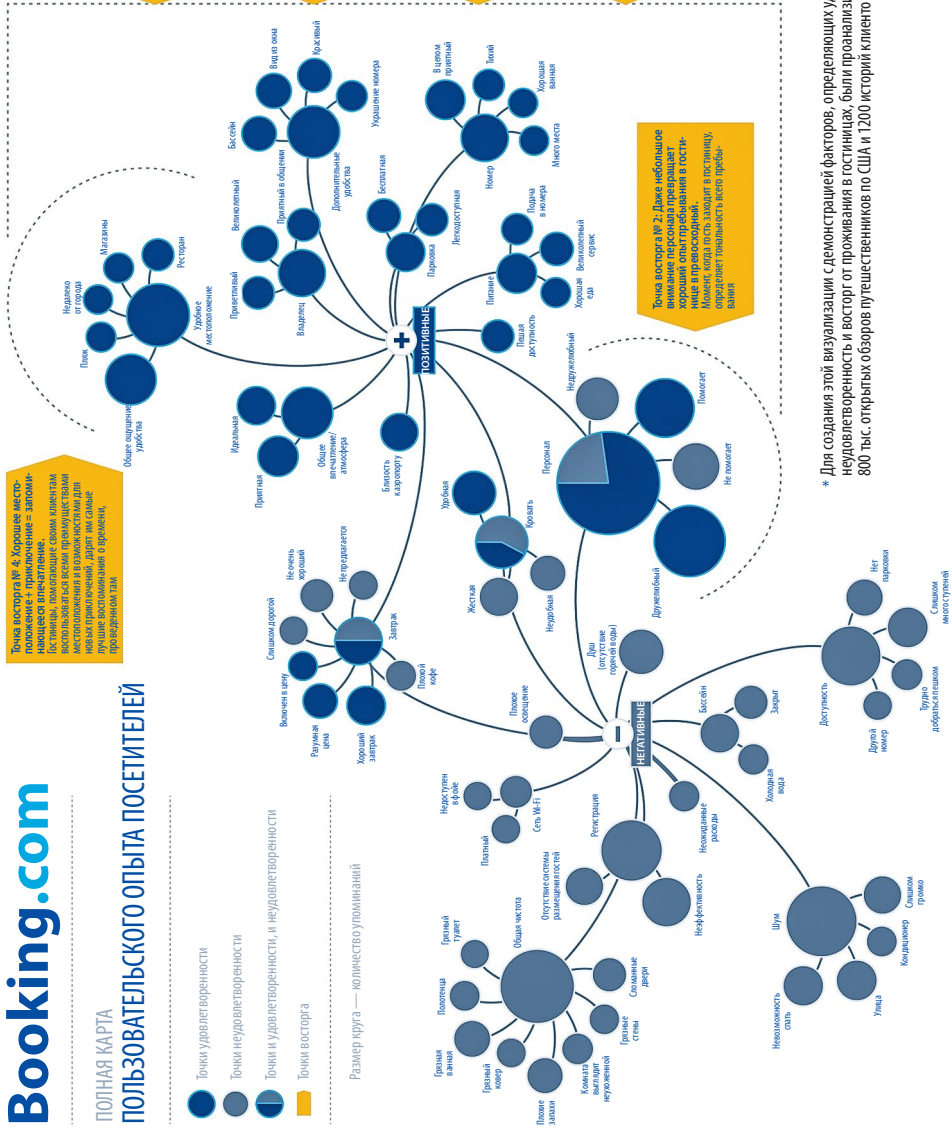 Booking.com
ПОЛНАЯ КАРТА
ПОЛЬЗОВАТЕЛЬСКОГО ОПЫТА ПОСЕТИТЕЛЕЙ
Точки удовлетворенности
Точки неудовлетворенности
Точки и удовлетворенности, и неудовлетворенности
Точки восторга
Размер круга — количество упоминаний
Точка восторга № 4: Хорошее место-
положение + приключение = запоми-
нающееся впечатление.
Гостиницы, помогающие своим клиентам
воспользоваться всеми преимуществами
местоположения и возможностями для
новых приключений, дарят им самые
лучшие воспоминания о времени,
проведенном там
Общее ощущение
удобства
Пляж
Недалеко
от города
Магазины
Ресторан
Удобное
местоположение
Приятная
Идеальная
Общее
впечатление/
атмосфера
Приветливый
Великолепный
Приятный в общении
Владелец
Бассейн
Вид из окна
Красивый
Украшение номера
Дополнительные
удобства
Бесплатная
Легкодоступная
Парковка
В целом
приятный
Тихий
Хорошая
ванная
Много места
Номер
Питание
Подача
в номера
Великолепный
сервис
Хорошая
еда
Пешая
доступность
Близость
к аэропорту
+
ПОЗИТИВНЫЕ
Хороший
завтрак
Разумная
цена
Включен в цену
Слишком дорогой
Не очень
хороший
Не предлагается
Завтрак
Плохой
кофе
Удобная
Кровать
Жесткая
Неудобная
Персонал
Недружелюбный
Помогает
Не помогает
Дружелюбный
Точка восторга № 2: Даже небольшое
внимание персонала превращает
хороший опыт пребывания в гости-
нице в превосходный.
Момент, когда гость заходит в гостиницу,
определяет тональность всего пребы-
вания
–
НЕГАТИВНЫЕ
Плохое
освещение
Душ
(отсутствие
горячей воды)
Недоступен
в фойе
Платный
Сеть Wi-Fi
Регистрация
Отсутствие системы
размещения гостей
Неэффективность
Неожиданные
расходы
Бассейн
Закрыт
Холодная
вода
Доступность
Нет
парковки
Слишком
много ступеней
Трудно
добраться пешком
Другой
номер
Общая чистота
Грязный
туалет
Полотенца
Грязная
ванная
Грязный
ковер
Плохие
запахи
Комната
выглядит
неухоженной
Грязные
стены
Сломанные
двери
Шум
Невозможность
спать
Улица
Кондиционер
Слишком
громко
* Для создания этой визуализации с демонстрацией факторов, определяющих у
неудовлетворенность и восторг от проживания в гостиницах, были проанализи
800 тыс. открытых обзоров путешественников по США и 1200 историй клиенто